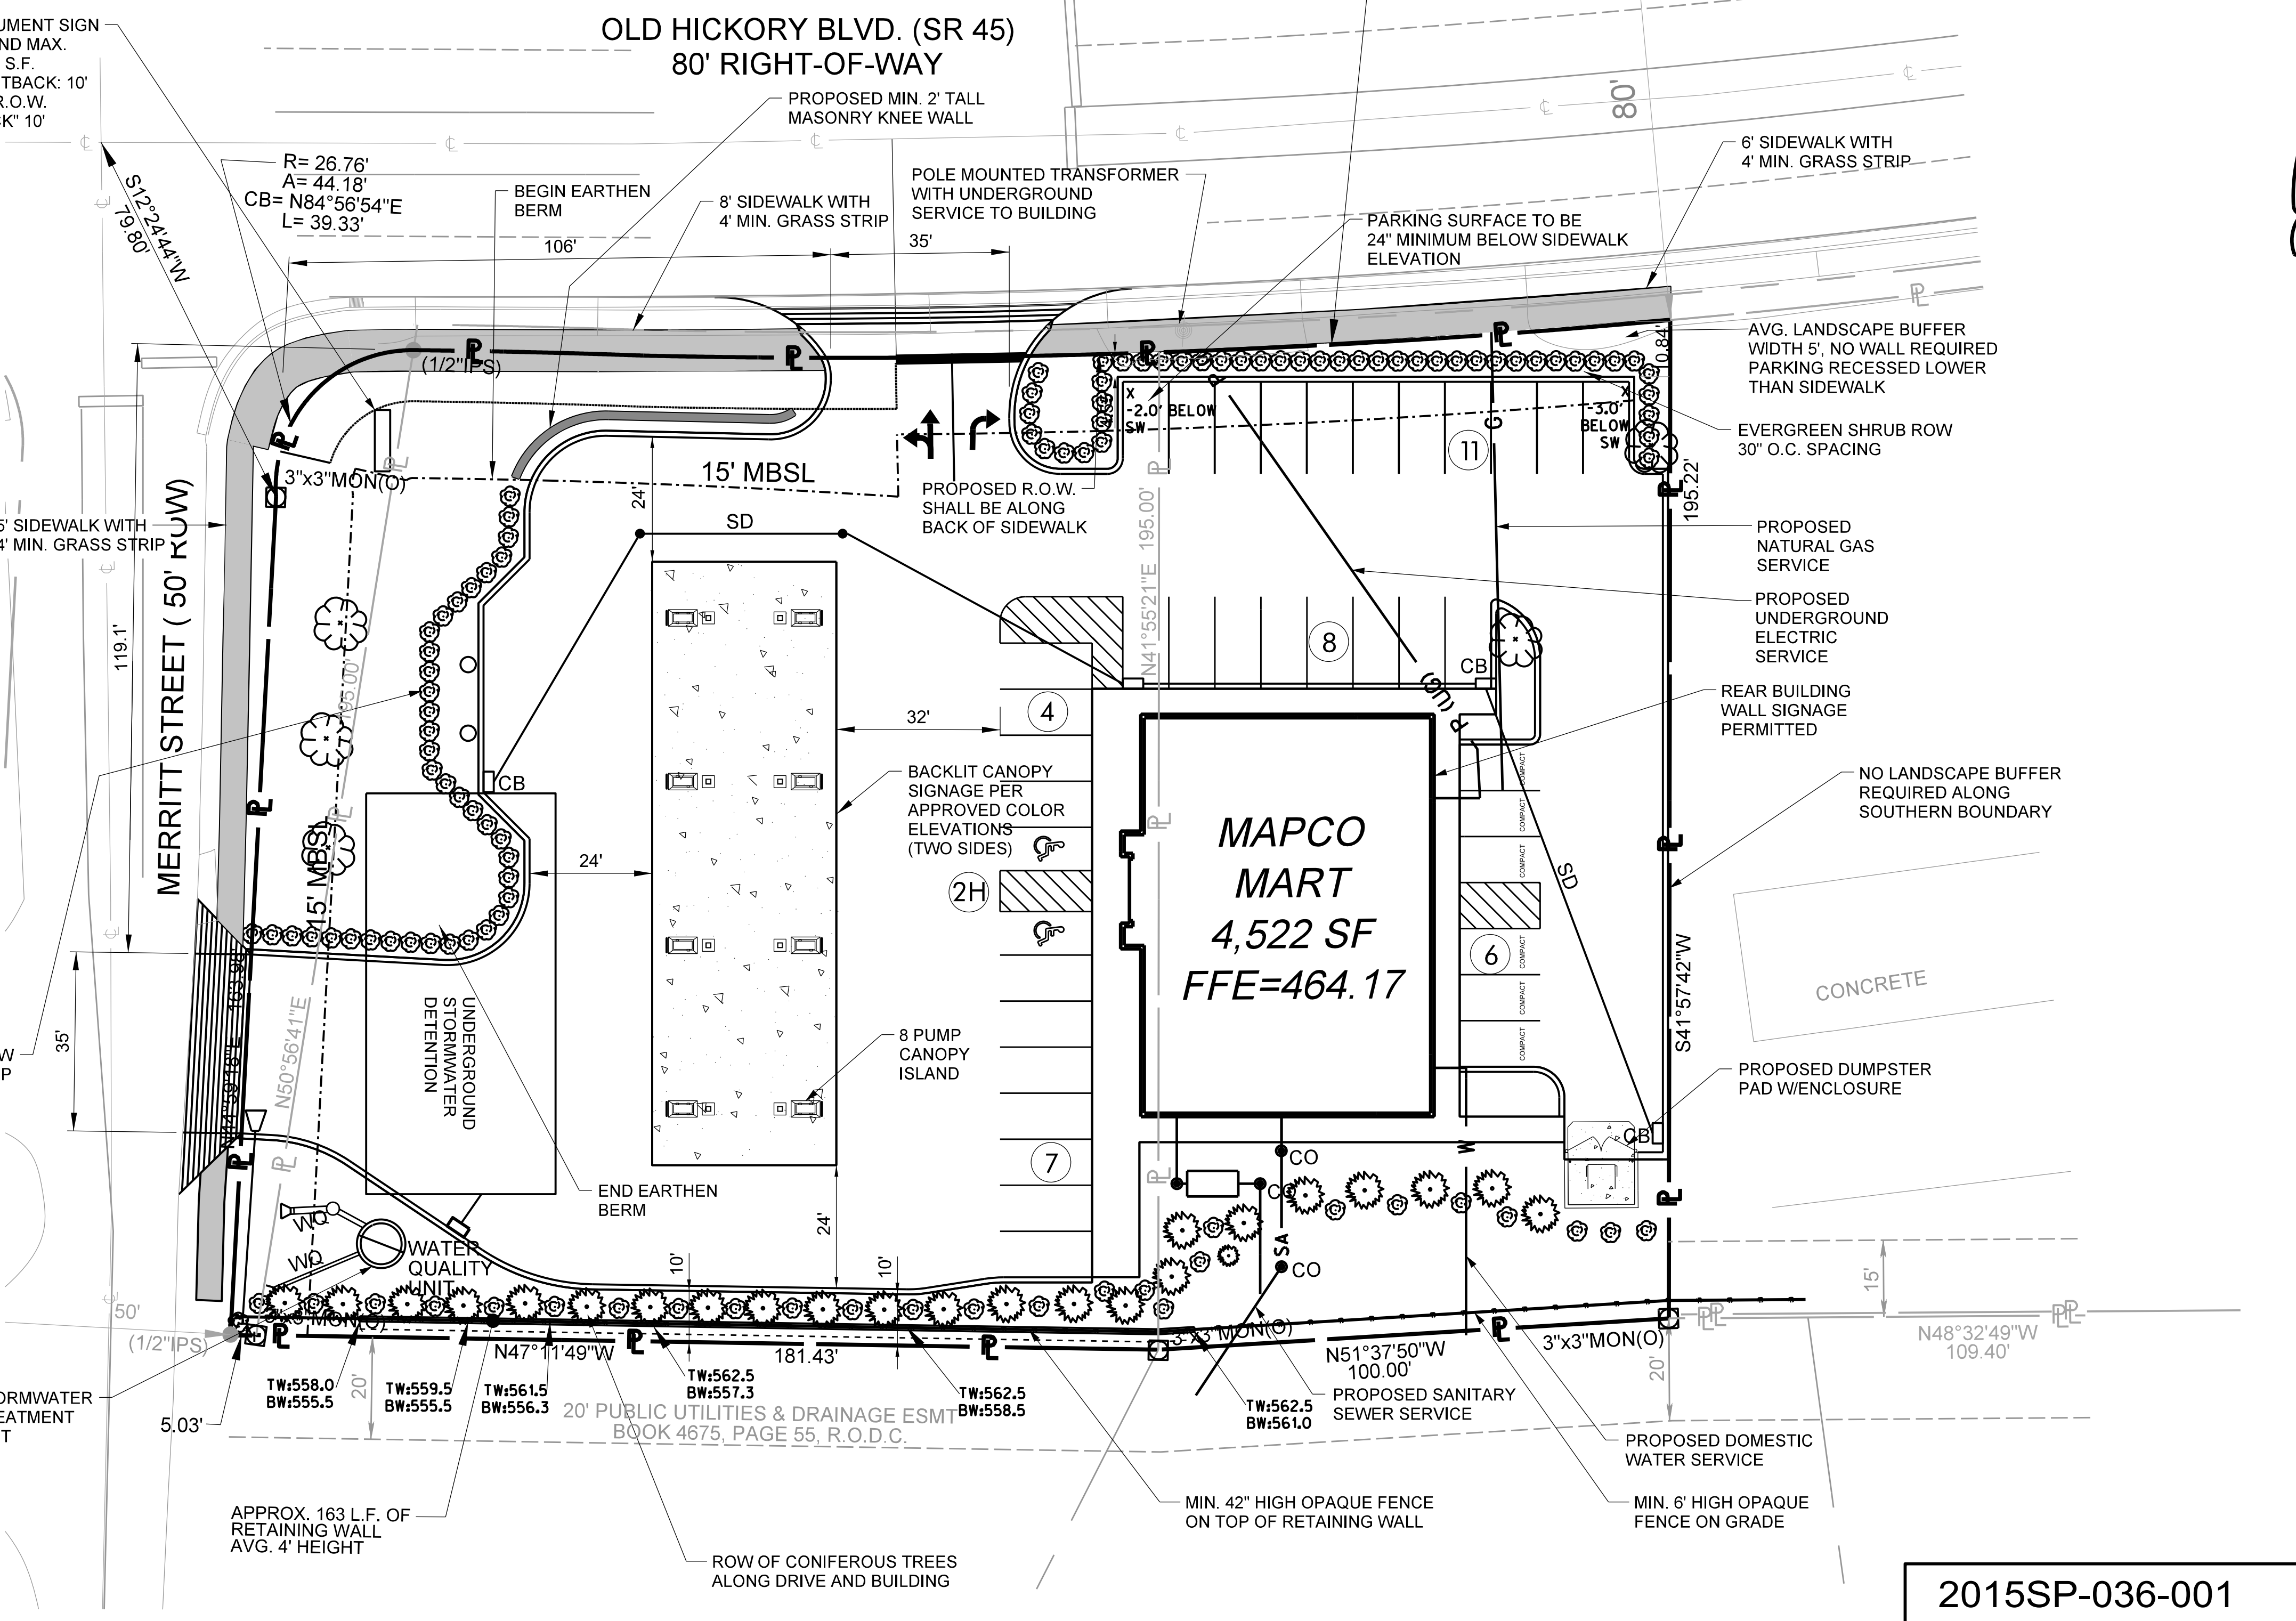 OLD HICKORY BLVD. (SR 45)
80' RIGHT-OF-WAY
UMENT SIGN
ND MAX.
S.F.
TBACK: 10'
R.O.W.
CK" 10'
PROPOSED MIN. 2' TALL
MASONRY KNEE WALL
80'
6' SIDEWALK WITH
4' MIN. GRASS STRIP
R= 26.76'
A= 44.18'
CB= N84°56'54"E
L= 39.33'
S12°24'44"W
79.80'
BEGIN EARTHEN
BERM
8' SIDEWALK WITH
4' MIN. GRASS STRIP
POLE MOUNTED TRANSFORMER
WITH UNDERGROUND
SERVICE TO BUILDING
PARKING SURFACE TO BE
24" MINIMUM BELOW SIDEWALK
ELEVATION
106'
35'
AVG. LANDSCAPE BUFFER
WIDTH 5', NO WALL REQUIRED
PARKING RECESSED LOWER
THAN SIDEWALK
10.84'
(1/2"IPS)
X
-2.0' BELOW
SW
X
-3.0'
BELOW
SW
EVERGREEN SHRUB ROW
30" O.C. SPACING
11
G
P
3"x3"MON(O)
15' MBSL
24'
PROPOSED R.O.W.
SHALL BE ALONG
BACK OF SIDEWALK
195.22'
5' SIDEWALK WITH
4' MIN. GRASS STRIP
MERRITT STREET ( 50' ROW)
SD
N41°55'21"E 195.00'
PROPOSED
NATURAL GAS
SERVICE
PROPOSED
UNDERGROUND
ELECTRIC
SERVICE
119.1'
195.00'
8
CB
P (UG)
4
32'
REAR BUILDING
WALL SIGNAGE
PERMITTED
CB
BACKLIT CANOPY
SIGNAGE PER
APPROVED COLOR
ELEVATIONS
(TWO SIDES)
COMPACT
COMPACT
COMPACT
COMPACT
COMPACT
COMPACT
NO LANDSCAPE BUFFER
REQUIRED ALONG
SOUTHERN BOUNDARY
MAPCO
MART
4,522 SF
FFE=464.17
15' MBSL
24'
2H
SD
6
S41°57'42"W
CONCRETE
163.98'
35'
N50°56'41"E
UNDERGROUND
STORMWATER
DETENTION
8 PUMP
CANOPY
ISLAND
W
P
PROPOSED DUMPSTER
PAD W/ENCLOSURE
CB
W
7
CO
CO
END EARTHEN
BERM
24'
WQ
WQ
WATER
QUALITY
UNIT
10'
10'
SA
CO
15'
50'
(1/2"IPS)
3"x3"MON(O)
N47°11'49"W
181.43'
3"x3"MON(O)
N51°37'50"W
100.00'
3"x3"MON(O)
N48°32'49"W
109.40'
20'
20'
TW:558.0
BW:555.5
TW:559.5
BW:555.5
TW:561.5
BW:556.3
TW:562.5
BW:557.3
TW:562.5
BW:558.5
TW:562.5
BW:561.0
ORMWATER
EATMENT
T
5.03'
20' PUBLIC UTILITIES & DRAINAGE ESMT
BOOK 4675, PAGE 55, R.O.D.C.
PROPOSED SANITARY
SEWER SERVICE
PROPOSED DOMESTIC
WATER SERVICE
APPROX. 163 L.F. OF
RETAINING WALL
AVG. 4' HEIGHT
ROW OF CONIFEROUS TREES
ALONG DRIVE AND BUILDING
MIN. 42" HIGH OPAQUE FENCE
ON TOP OF RETAINING WALL
MIN. 6' HIGH OPAQUE
FENCE ON GRADE
2015SP-036-001